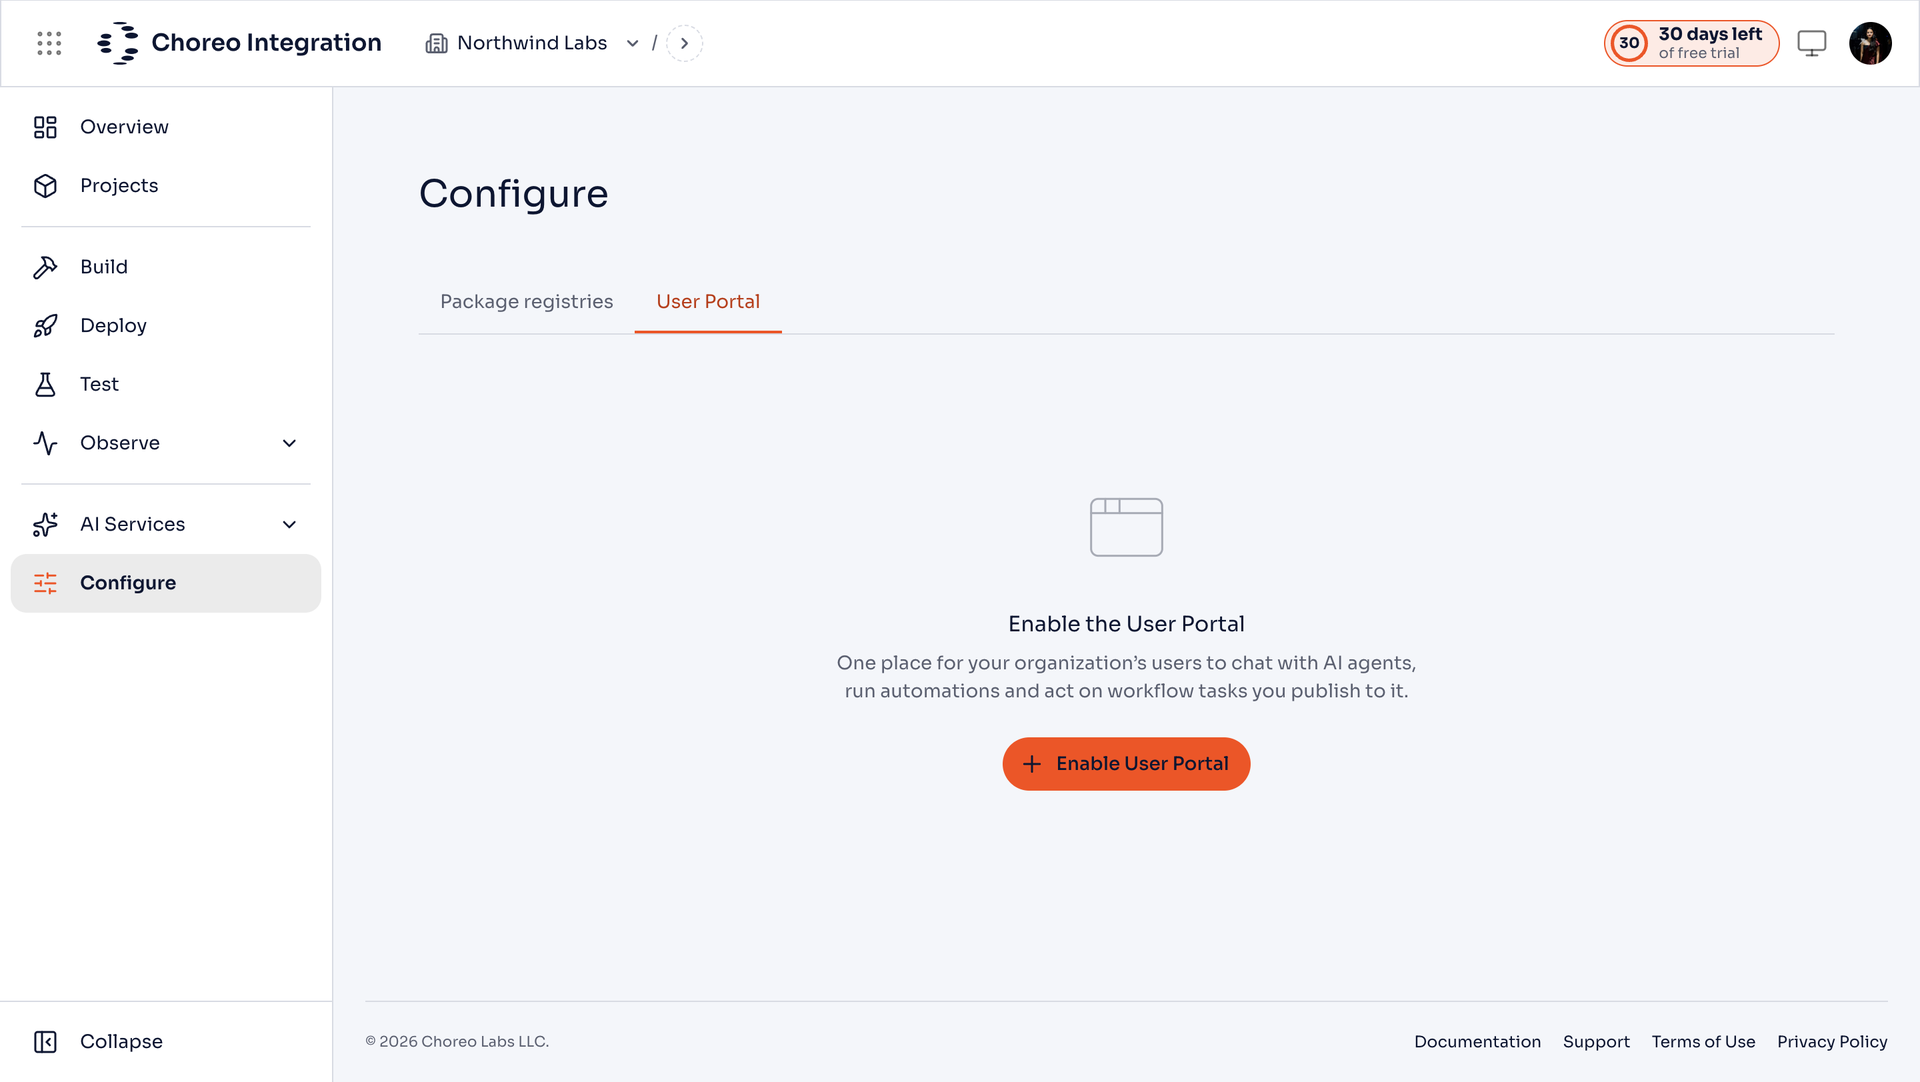 Choreo Integration
Northwind Labs /
30
30 days left
of free trial
Overview
Projects
Build
Deploy
Test
Observe
AI Services
Configure
Collapse
Configure
Package registries
User Portal
Enable the User Portal
One place for your organization’s users to chat with AI agents,
run automations and act on workflow tasks you publish to it.
Enable User Portal
© 2026 Choreo Labs LLC.
Documentation
Support
Terms of Use
Privacy Policy